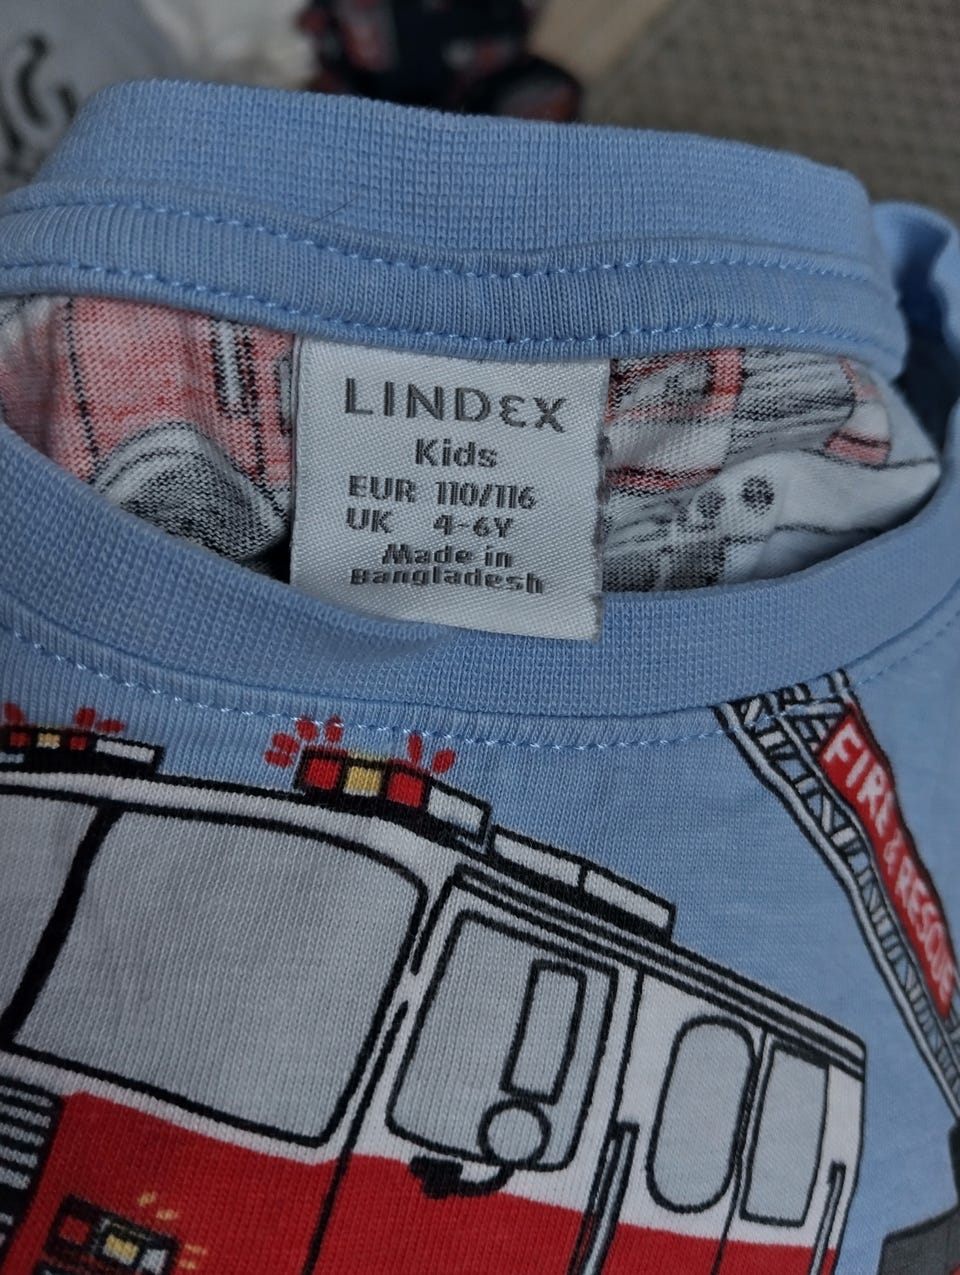 LINDEX
Kids
EUR 110/116
UK 4-6Y
Made in
Bangladesh
FIRE & RESCUE